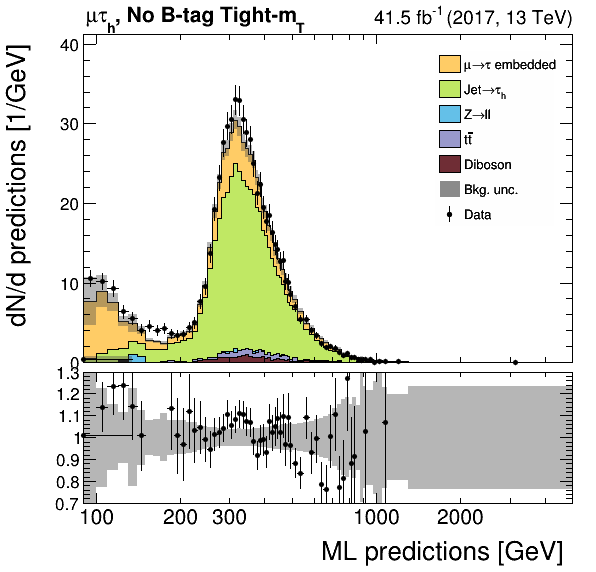 μτh, No B-tag Tight-mT 41.5 fb-1 (2017, 13 TeV)
dN/d predictions [1/GeV]
40
30
20
10
0
μ→τ embedded
Jet→τh
Z→ll
tt̄
Diboson
Bkg. unc.
Data
1.3
1.2
1.1
1
0.9
0.8
0.7
100 200 300 1000 2000
ML predictions [GeV]